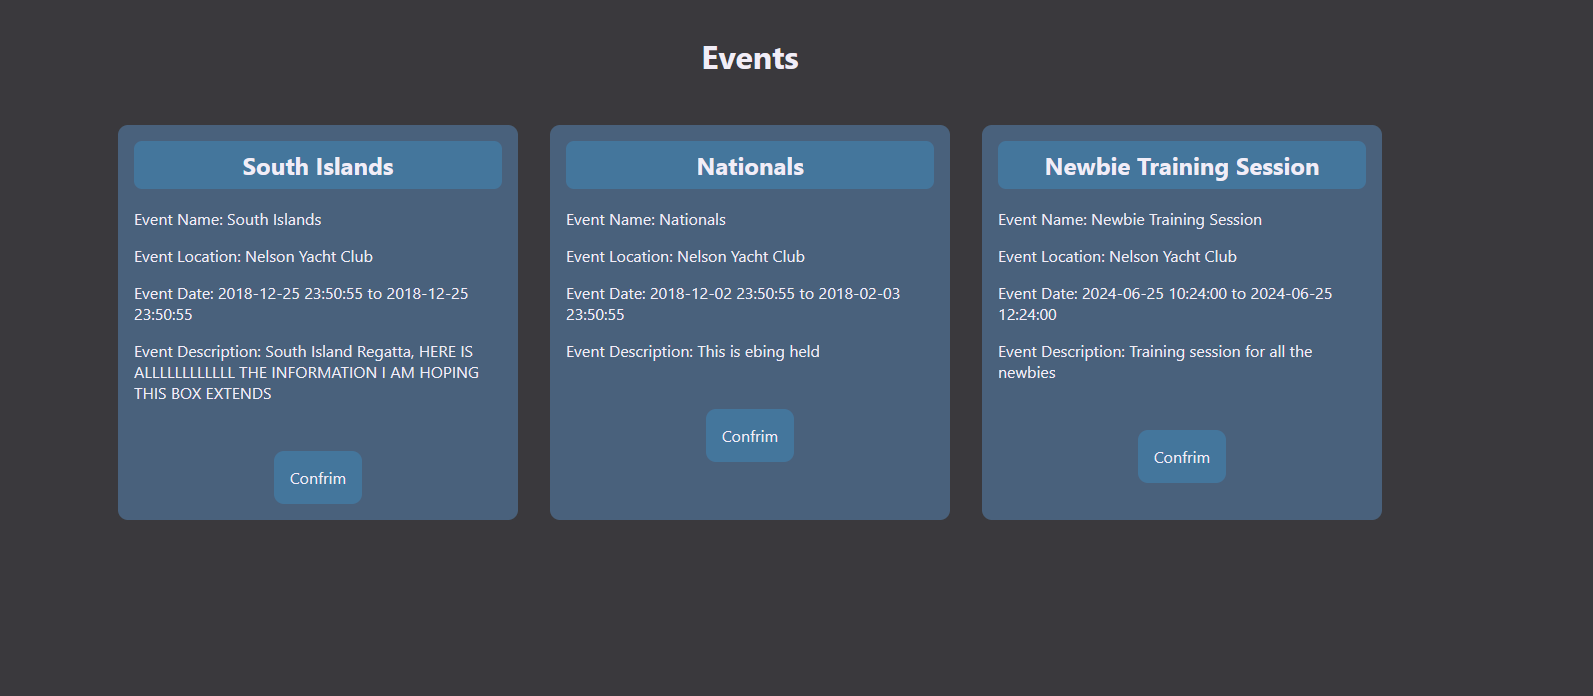 Events
South Islands
Event Name: South Islands
Event Location: Nelson Yacht Club
Event Date: 2018-12-25 23:50:55 to 2018-12-25
23:50:55
Event Description: South Island Regatta, HERE IS
ALLLLLLLLLLLL THE INFORMATION I AM HOPING
THIS BOX EXTENDS
Confrim
Nationals
Event Name: Nationals
Event Location: Nelson Yacht Club
Event Date: 2018-12-02 23:50:55 to 2018-02-03
23:50:55
Event Description: This is ebing held
Confrim
Newbie Training Session
Event Name: Newbie Training Session
Event Location: Nelson Yacht Club
Event Date: 2024-06-25 10:24:00 to 2024-06-25
12:24:00
Event Description: Training session for all the
newbies
Confrim